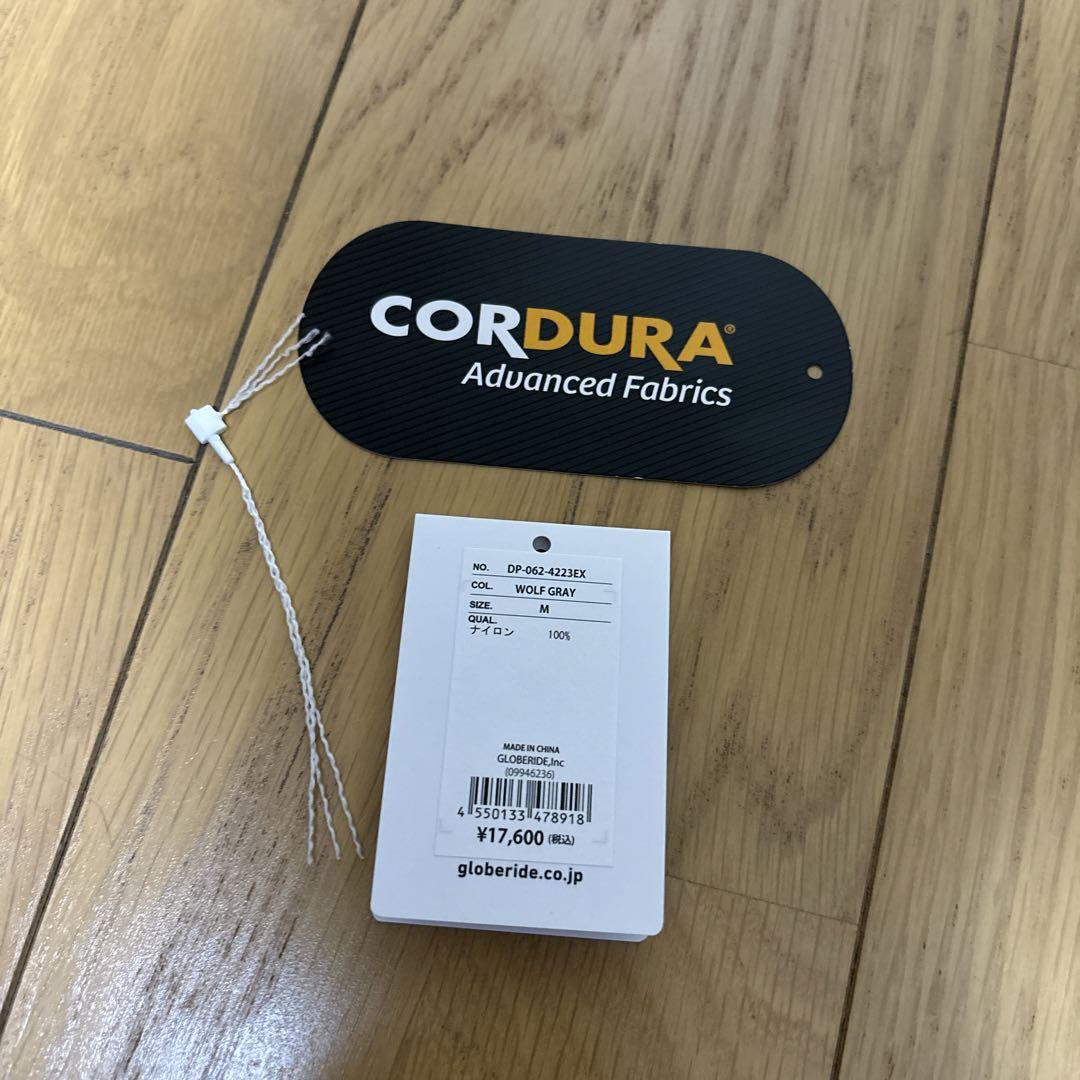 CORDURA®
Advanced Fabrics
NO. DP-062-4223EX
COL. WOLF GRAY
SIZE. M
QUAL.
ナイロン 100%
MADE IN CHINA
GLOBERIDE,Inc
(09946236)
4 550133 478918
¥17,600 (税込)
globeride.co.jp